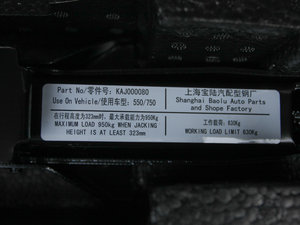 Part No/零件号: KAJ000080
Use On Vehicle/使用车型: 550/750
在行程高度为323mm时，最大承载能力为950Kg
MAXIMUM LOAD 950kg WHEN JACKING
HEIGHT IS AT LEAST 323mm
上海宝陆汽配型钢厂
Shanghai Baolu Auto Parts
and Shope Factory
工作载荷: 630Kg
WORKING LOAD LIMIT 630Kg